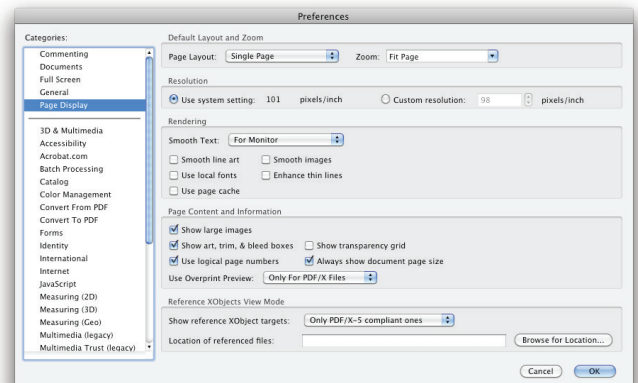 Preferences
Categories:
Commenting
Documents
Full Screen
General
Page Display
3D & Multimedia
Accessibility
Acrobat.com
Batch Processing
Catalog
Color Management
Convert From PDF
Convert To PDF
Forms
Identity
International
Internet
JavaScript
Measuring (2D)
Measuring (3D)
Measuring (Geo)
Multimedia (legacy)
Multimedia Trust (legacy)
Default Layout and Zoom
Page Layout: Single Page Zoom: Fit Page
Resolution
Use system setting: 101 pixels/inch Custom resolution: 98 pixels/inch
Rendering
Smooth Text: For Monitor
Smooth line art Smooth images
Use local fonts Enhance thin lines
Use page cache
Page Content and Information
Show large images
Show art, trim, & bleed boxes Show transparency grid
Use logical page numbers Always show document page size
Use Overprint Preview: Only For PDF/X Files
Reference XObjects View Mode
Show reference XObject targets: Only PDF/X-5 compliant ones
Location of referenced files: Browse for Location...
Cancel OK